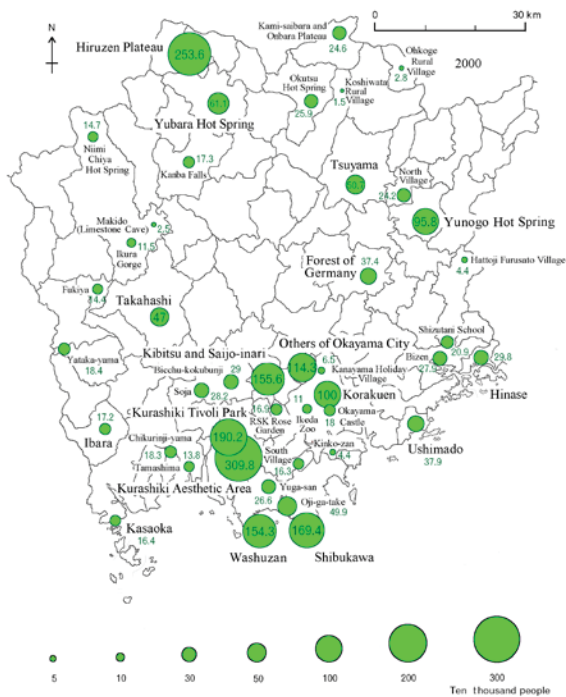 Kami-saibara and
Onbara Plateau
24.6
0
30 km
N
2000
Hiruzen Plateau
253.6
Ohkoge
Rural
Village
2.8
Okutsu
Hot Spring
25.9
Koshiwata
Rural
Village
1.5
61.1
Yubara Hot Spring
14.7
Niimi
Chiya
Hot Spring
17.3
Kanba Falls
Tsuyama
North
Village
24.2
95.8
Yunogo Hot Spring
Makido
(Limestone Cave)
2.5
11.5
Ikura
Gorge
Forest of
Germany
37.4
Hattoji Furusato Village
4.4
Fukiya
14.4
Takahashi
47
Shizutani School
20.9
Bizen
27.9
29.8
Hinase
Yataka-yama
18.4
Kibitsu and Saijo-inari
155.6
Others of Okayama City
114.3
6.5
Kanayama Holiday
Village
Bicchu-kokubunji
29
Soja
28.2
100
Korakuen
Okayama
Castle
18
16.9
RSK Rose
Garden
11
Ikeda
Zoo
17.2
Ibara
Kurashiki Tivoli Park
190.2
Ushimado
37.9
Chikurinji-yama
18.3
13.8
Tamashima
309.8
Kurashiki Aesthetic Area
South
Village
16.3
Kinko-zan
4.4
Yuga-san
26.6
Oji-ga-take
49.9
Kasaoka
16.4
154.3
Washuzan
169.4
Shibukawa
5
10
30
50
100
200
300
Ten thousand people